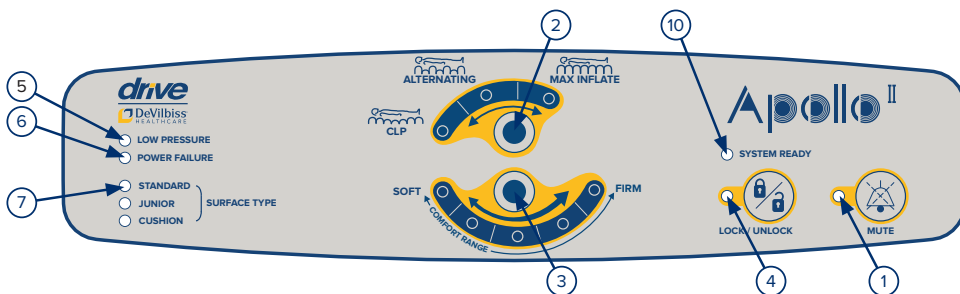 2
10
5
6
7
drive
DeVilbiss
HEALTHCARE
LOW PRESSURE
POWER FAILURE
STANDARD
JUNIOR
CUSHION
SURFACE TYPE
ALTERNATING
MAX INFLATE
CLP
SOFT
FIRM
COMFORT RANGE
Apollo II
SYSTEM READY
LOCK / UNLOCK
MUTE
3
4
1